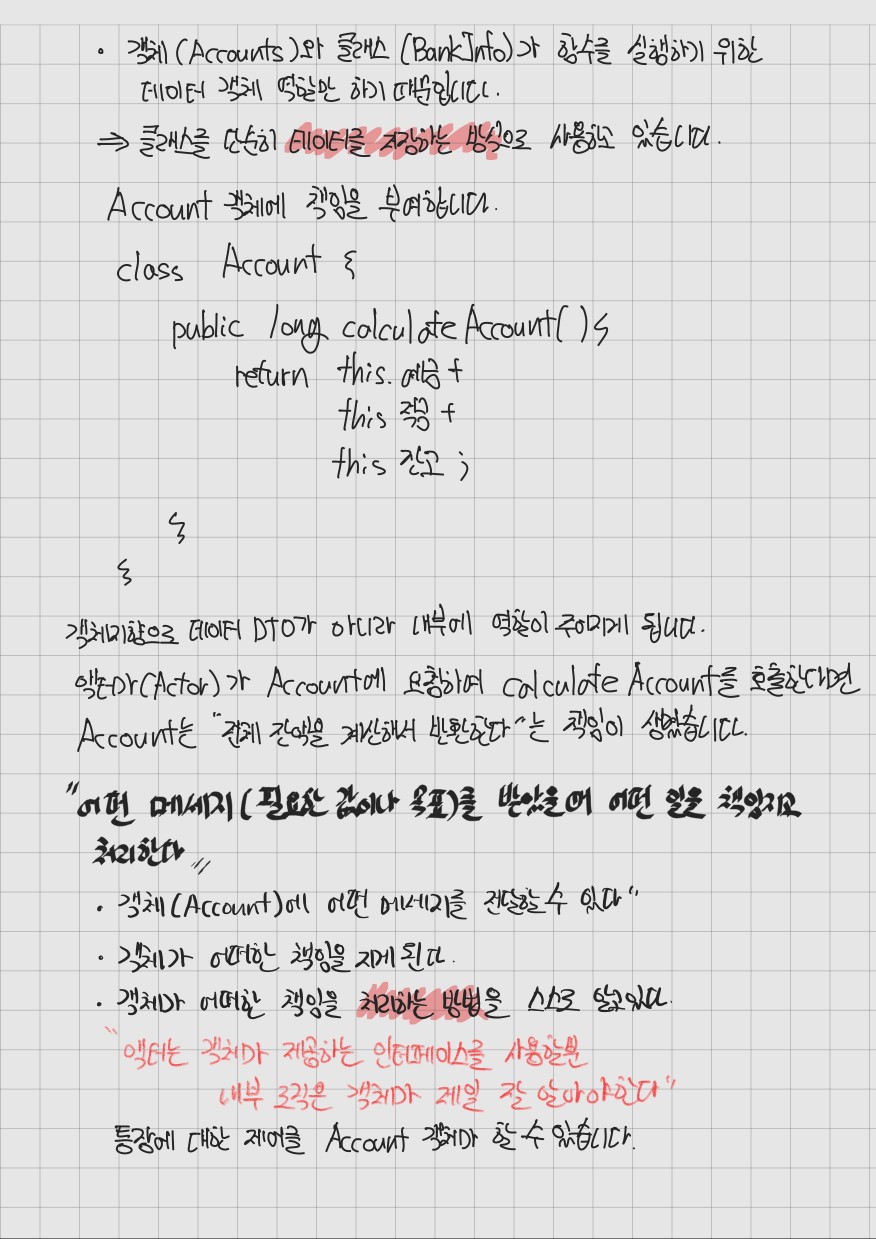 • 객체(Accounts)와 클래스(BankInfo)가 함수를 실행하기 위한
데이터 객체 역할만 하기 때문입니다.
⇒ 클래스를 단순히 데이터를 저장하는 방식으로 사용하고 있습니다.
Account 객체에 책임을 부여합니다.
class Account {
public long calculateAccount(){
return this.예금 +
this 적금 +
this 잔고 ;
}
}
객체지향으로 데이터 DTO가 아니라 내부에 역할이 주어지게 됩니다.
액터가(Actor)가 Account에 요청하여 calculate Account를 호출한다면
Account는 "전체 잔액을 계산해서 반환한다"는 책임이 생겼습니다.
"어떤 메세지(필요한 값이나 목표)를 받았을때 어떤 일을 책임지고
처리한다"
• 객체(Account)에 어떤 메세지를 전달할 수 있다"
• 객체가 어떠한 책임을 지게 된다.
• 객체가 어떠한 책임을 처리하는 방법을 스스로 알고있다.
"액터는 객체가 제공하는 인터페이스를 사용할뿐
내부 로직은 객체가 제일 잘 알아야한다"
통장에 대한 제어를 Account 객체가 할 수 있습니다.